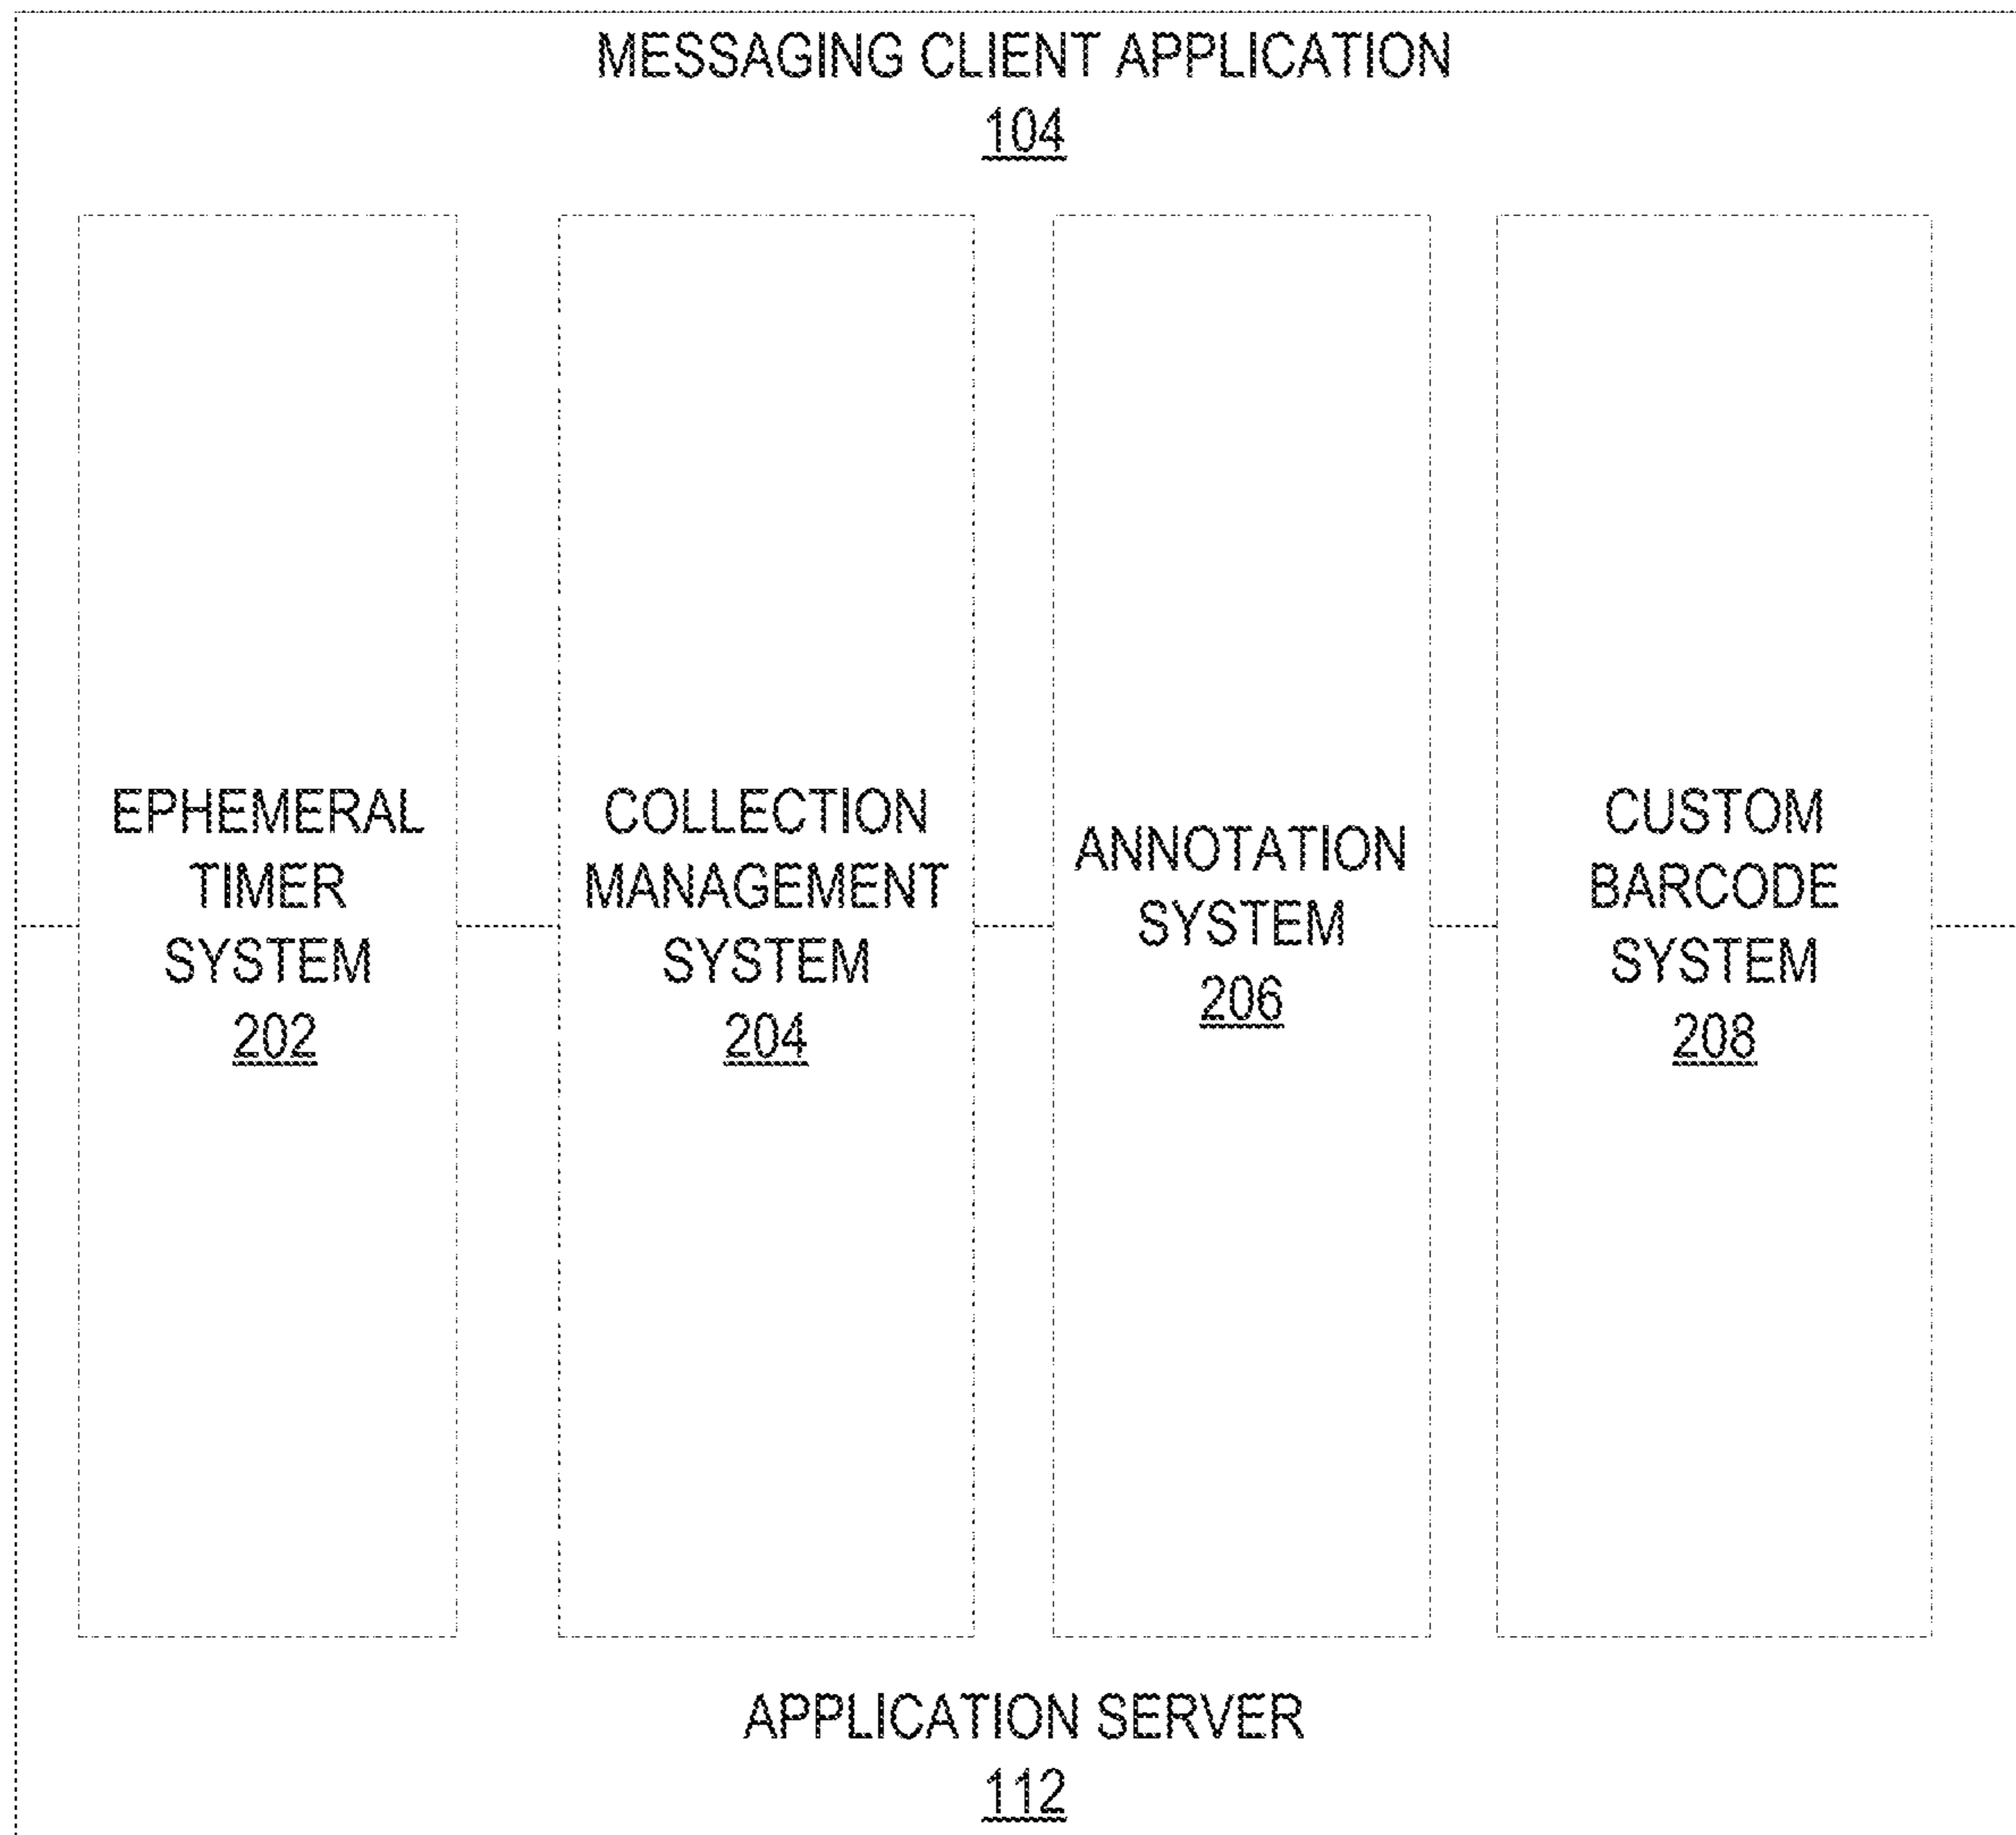 MESSAGING CLIENT APPLICATION
104
EPHEMERAL
TIMER
SYSTEM
202
COLLECTION
MANAGEMENT
SYSTEM
204
ANNOTATION
SYSTEM
206
CUSTOM
BARCODE
SYSTEM
208
APPLICATION SERVER
112